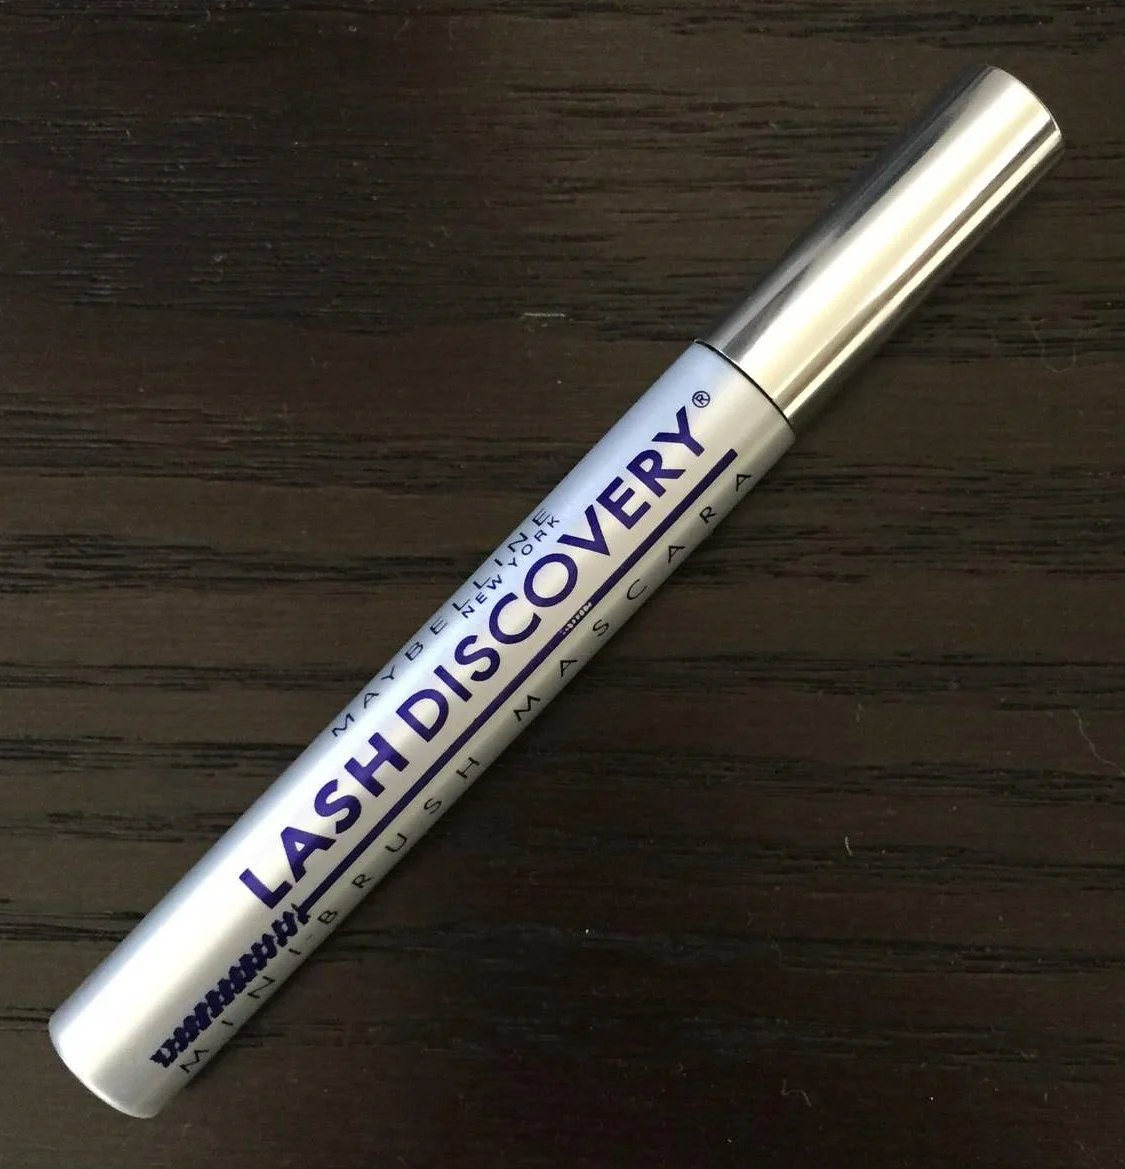 MAYBELLINE
NEW YORK
LASH DISCOVERY®
MINI-BRUSH MASCARA